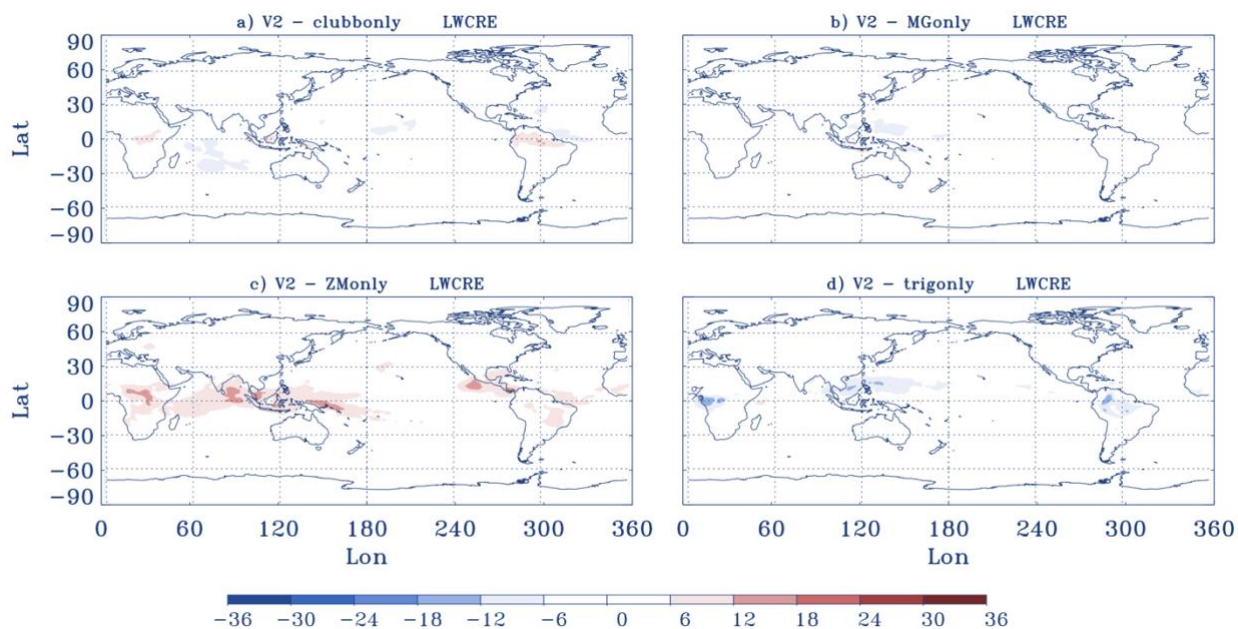 a) V2 - clubbonly LWCRE
b) V2 - MGonly LWCRE
90
60
30
0
-30
-60
-90
Lat
c) V2 - ZMonly LWCRE
d) V2 - trigonly LWCRE
90
60
30
0
-30
-60
-90
Lat
0 60 120 180 240 300 360
0 60 120 180 240 300 360
Lon
Lon
-36 -30 -24 -18 -12 -6 0 6 12 18 24 30 36